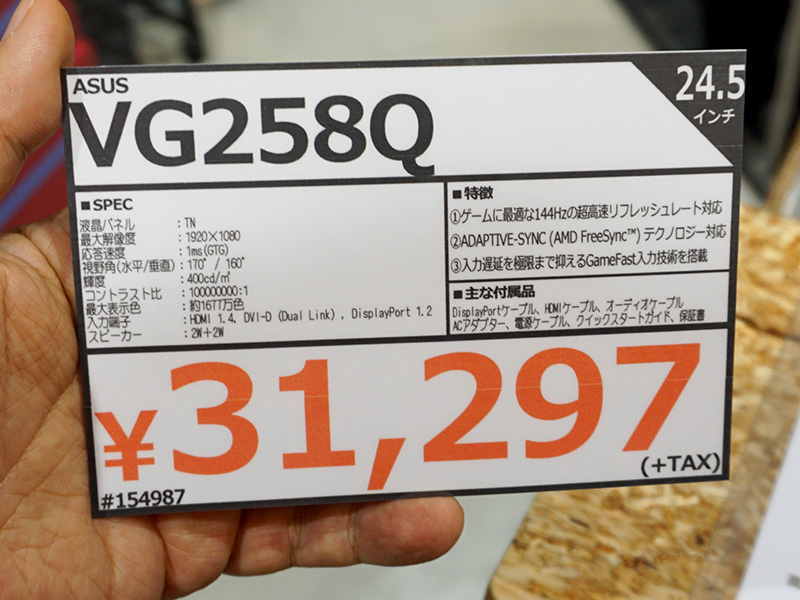 ASUS
VG258Q
24.5
インチ
■SPEC
液晶パネル :TN
最大解像度 :1920×1080
応答速度 :1ms(GTG)
視野角(水平/垂直):170°/ 160°
輝度 :400cd/㎡
コントラスト比 :100000000:1
最大表示色 :約1677万色
入力端子 :HDMI 1.4, DVI-D (Dual Link) , DisplayPort 1.2
スピーカー :2W+2W
■特徴
①ゲームに最適な144Hzの超高速リフレッシュレート対応
②ADAPTIVE-SYNC (AMD FreeSync™) テクノロジー対応
③入力遅延を極限まで抑えるGameFast入力技術を搭載
■主な付属品
DisplayPortケーブル、HDMIケーブル、オーディオケーブル
ACアダプター、電源ケーブル、クイックスタートガイド、保証書
¥31,297
(+TAX)
#154987